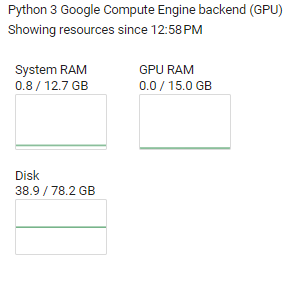 Python 3 Google Compute Engine backend (GPU)
Showing resources since 12:58 PM
System RAM
0.8 / 12.7 GB
GPU RAM
0.0 / 15.0 GB
Disk
38.9 / 78.2 GB